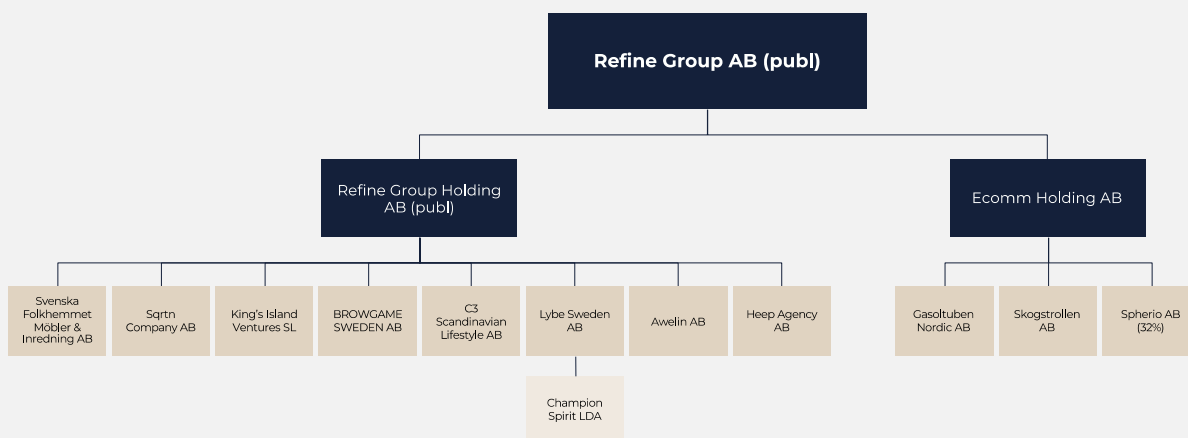 Refine Group AB (publ)
Refine Group Holding
AB (publ)
Ecomm Holding AB
Svenska
Folkhemmet
Möbler &
Inredning AB
Sqrtn
Company AB
King's Island
Ventures SL
BROWGAME
SWEDEN AB
C3
Scandinavian
Lifestyle AB
Lybe Sweden
AB
Awelin AB
Heep Agency
AB
Gasoltuben
Nordic AB
Skogstrollen
AB
Spherio AB
(32%)
Champion
Spirit LDA